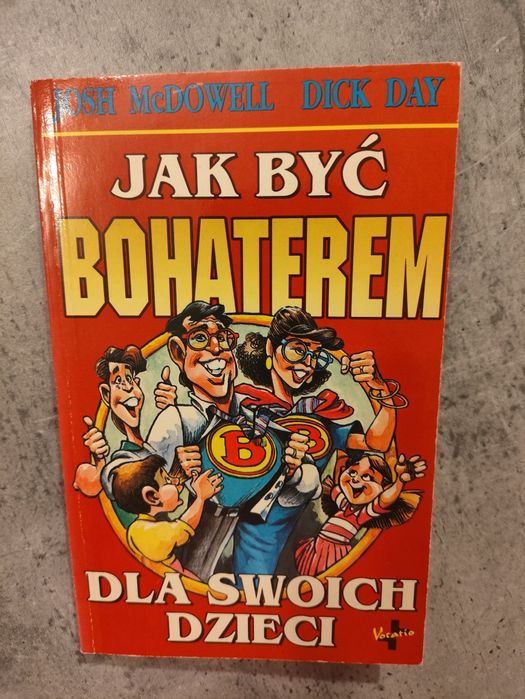 JOSH McDOWELL DICK DAY
JAK BYĆ
BOHATEREM
B B
DLA SWOICH
DZIECI
Vocatio